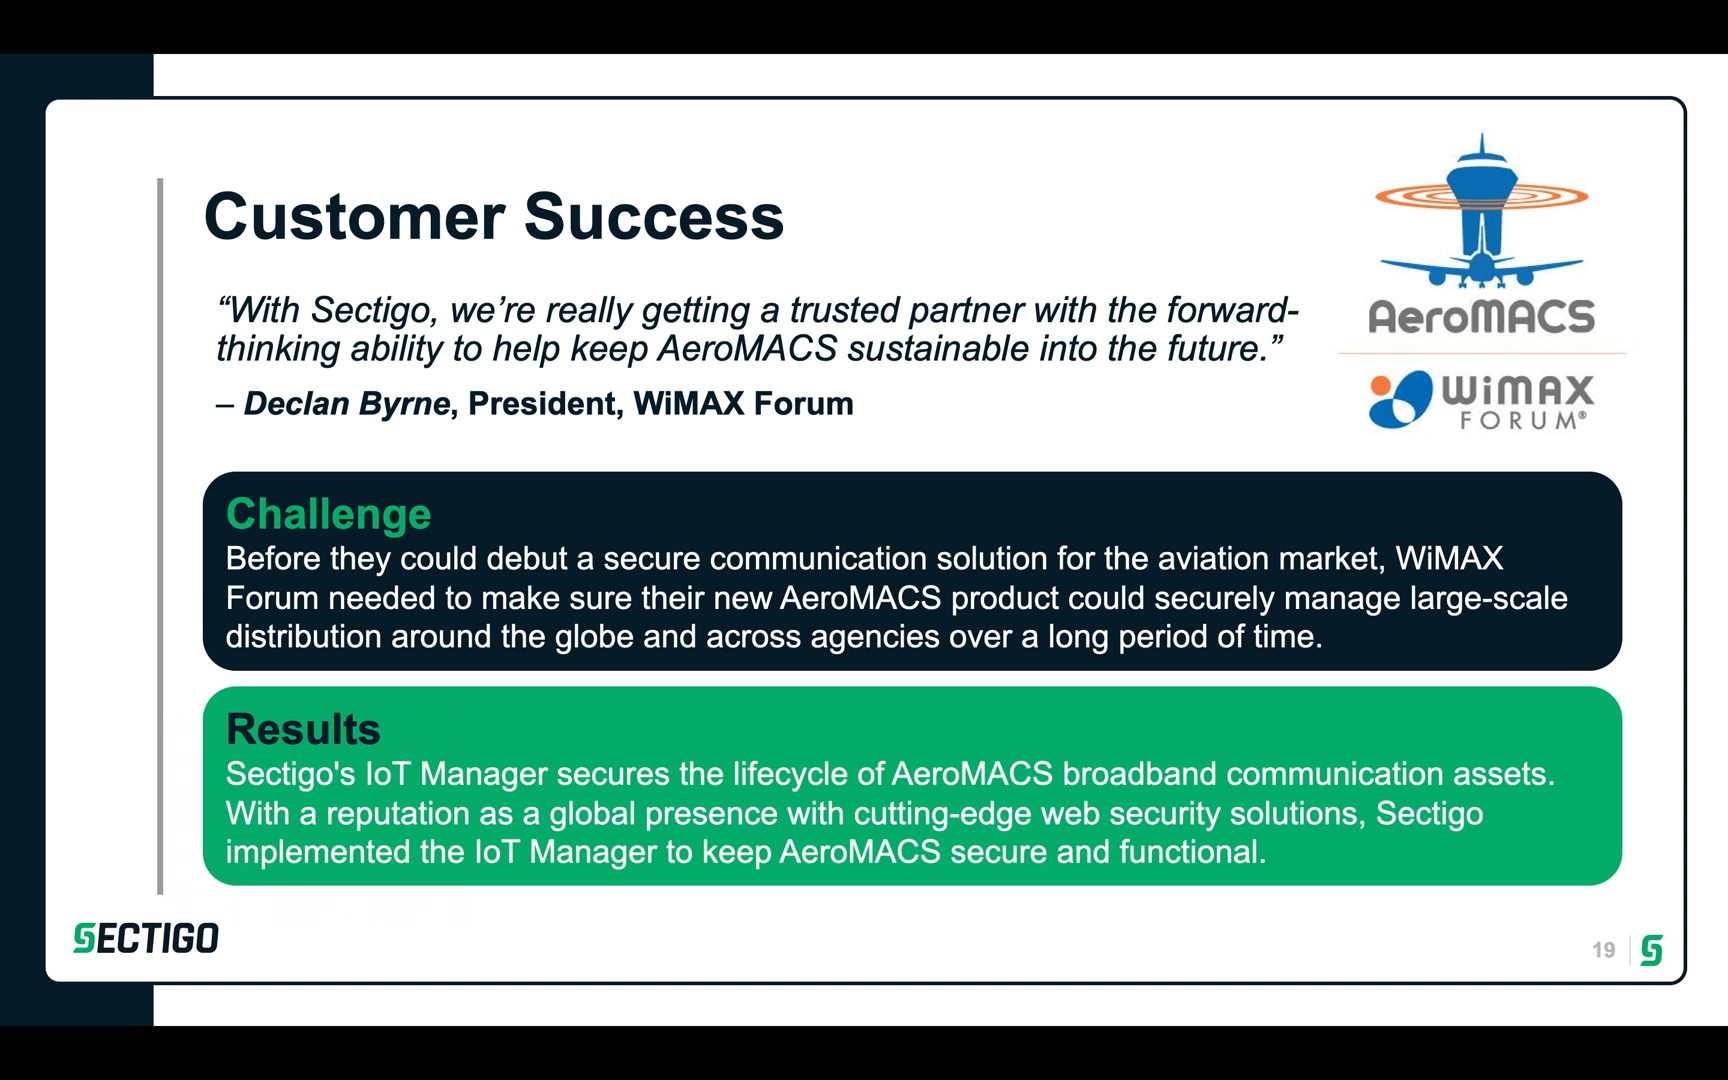 Customer Success
“With Sectigo, we’re really getting a trusted partner with the forward-
thinking ability to help keep AeroMACS sustainable into the future.”
– Declan Byrne, President, WiMAX Forum
AeroMACS
WiMAX
FORUM®
Challenge
Before they could debut a secure communication solution for the aviation market, WiMAX
Forum needed to make sure their new AeroMACS product could securely manage large-scale
distribution around the globe and across agencies over a long period of time.
Results
Sectigo's IoT Manager secures the lifecycle of AeroMACS broadband communication assets.
With a reputation as a global presence with cutting-edge web security solutions, Sectigo
implemented the IoT Manager to keep AeroMACS secure and functional.
SECTIGO
19
S